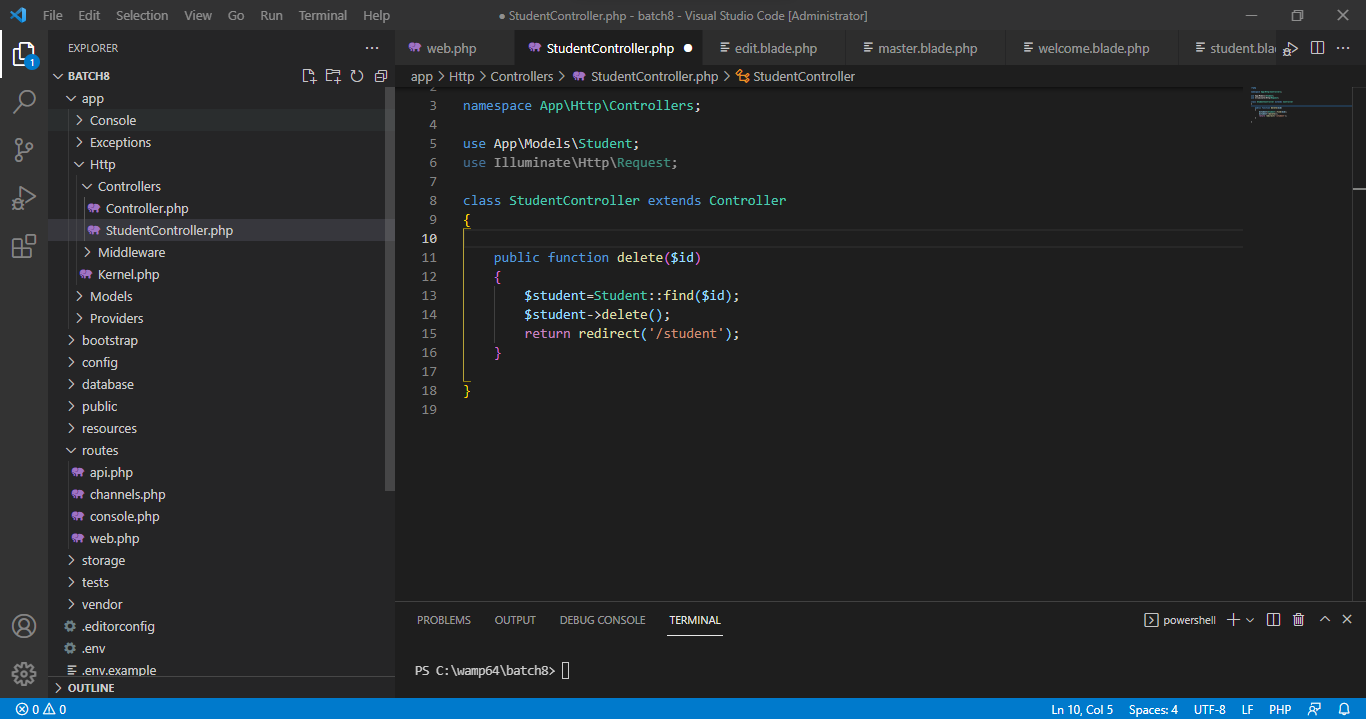 File Edit Selection View Go Run Terminal Help
● StudentController.php - batch8 - Visual Studio Code [Administrator]
EXPLORER
1
BATCH8
app
Console
Exceptions
Http
Controllers
Controller.php
StudentController.php
Middleware
Kernel.php
Models
Providers
bootstrap
config
database
public
resources
routes
api.php
channels.php
console.php
web.php
storage
tests
vendor
.editorconfig
.env
.env.example
OUTLINE
web.php StudentController.php ● edit.blade.php master.blade.php welcome.blade.php student.bla
app > Http > Controllers > StudentController.php > StudentController
2
3 namespace App\Http\Controllers;
4
5 use App\Models\Student;
6 use Illuminate\Http\Request;
7
8 class StudentController extends Controller
9 {
10
11 public function delete($id)
12 {
13 $student=Student::find($id);
14 $student->delete();
15 return redirect('/student');
16 }
17
18 }
19
PROBLEMS OUTPUT DEBUG CONSOLE TERMINAL
powershell
PS C:\wamp64\batch8>
0 0
Ln 10, Col 5 Spaces: 4 UTF-8 LF PHP